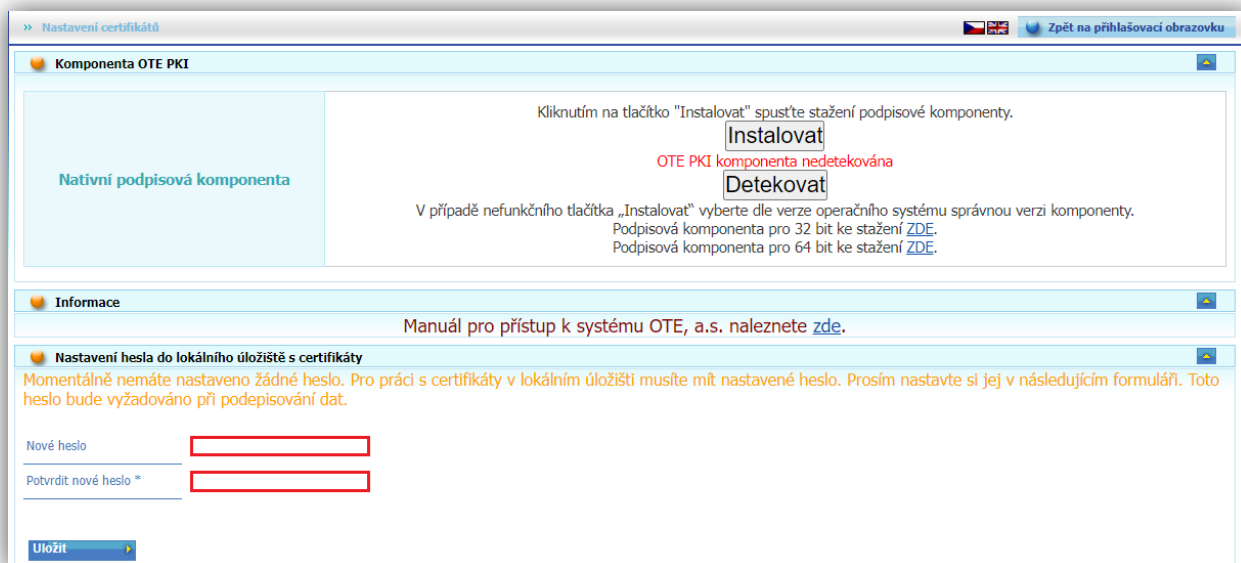 Nastavení certifikátů
Zpět na přihlašovací obrazovku
Komponenta OTE PKI
Nativní podpisová komponenta
Kliknutím na tlačítko "Instalovat" spusťte stažení podpisové komponenty.
Instalovat
OTE PKI komponenta nedetekována
Detekovat
V případě nefunkčního tlačítka „Instalovat“ vyberte dle verze operačního systému správnou verzi komponenty.
Podpisová komponenta pro 32 bit ke stažení ZDE.
Podpisová komponenta pro 64 bit ke stažení ZDE.
Informace
Manuál pro přístup k systému OTE, a.s. naleznete zde.
Nastavení hesla do lokálního úložiště s certifikáty
Momentálně nemáte nastaveno žádné heslo. Pro práci s certifikáty v lokálním úložišti musíte mít nastavené heslo. Prosím nastavte si jej v následujícím formuláři. Toto
heslo bude vyžadováno při podepisování dat.
Nové heslo
Potvrdit nové heslo *
Uložit